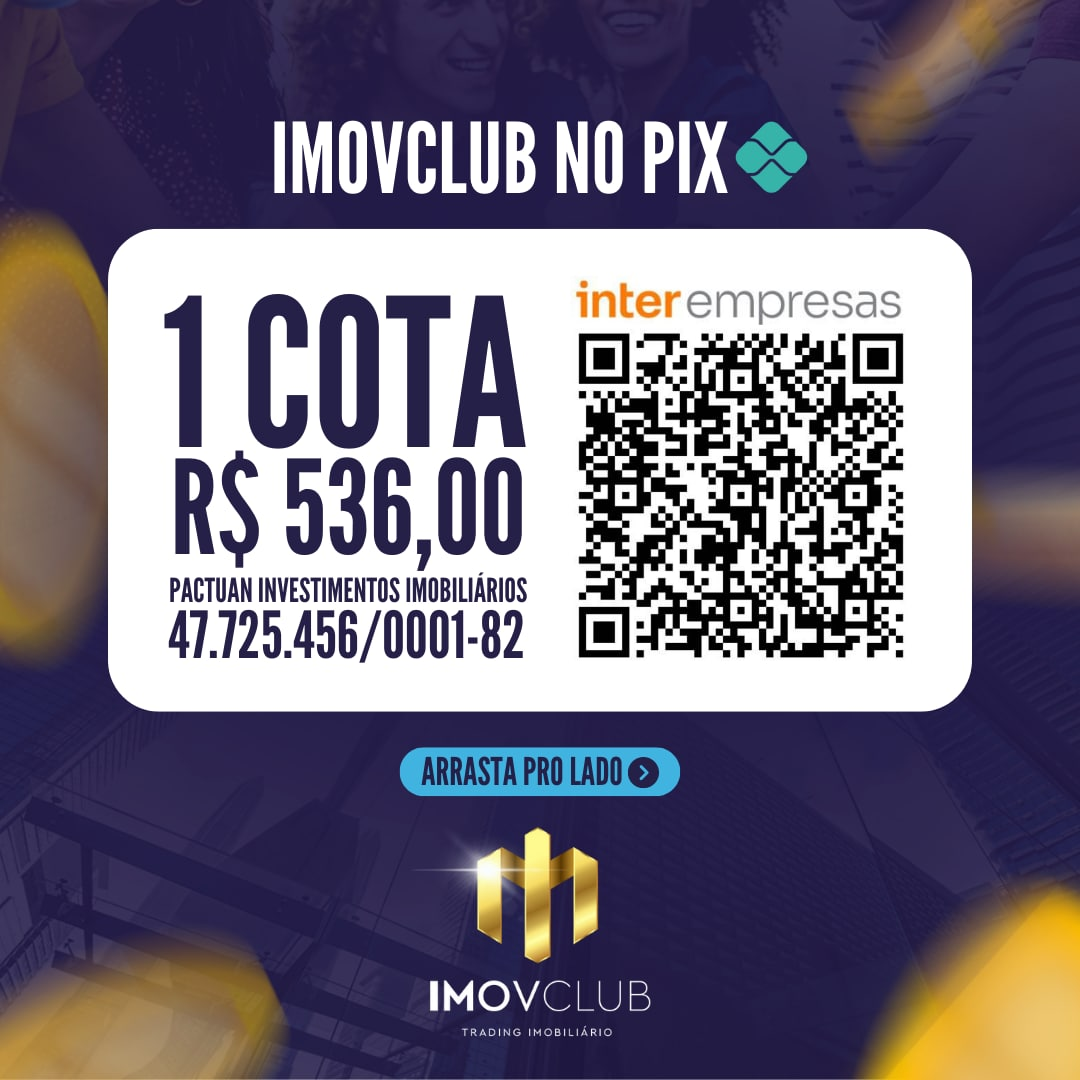 IMOVCLUB NO PIX
1 COTA
R$ 536,00
PACTUAN INVESTIMENTOS IMOBILIÁRIOS
47.725.456/0001-82
inter empresas
ARRASTA PRO LADO
IMOVCLUB
TRADING IMOBILIÁRIO